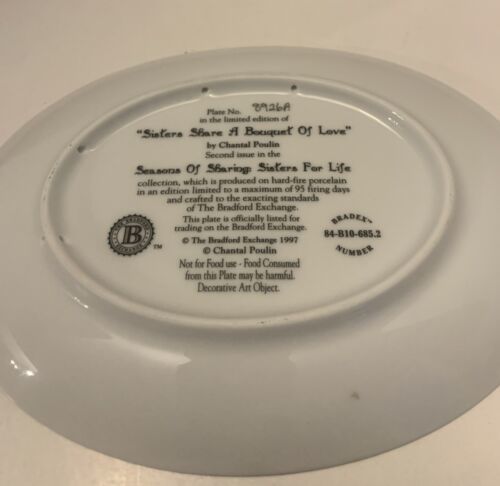 Plate No. 8926A
in the limited edition of
"Sisters Share A Bouquet Of Love"
by Chantal Poulin
Second issue in the
Seasons Of Sharing: Sisters For Life
collection, which is produced on hard-fire porcelain
in an edition limited to a maximum of 95 firing days
and crafted to the exacting standards
of The Bradford Exchange.
This plate is officially listed for
trading on the Bradford Exchange.
© The Bradford Exchange 1997
© Chantal Poulin
Not for Food use - Food Consumed
from this Plate may be harmful.
Decorative Art Object.
B
™
BRADEX™
84-B10-685.2
NUMBER